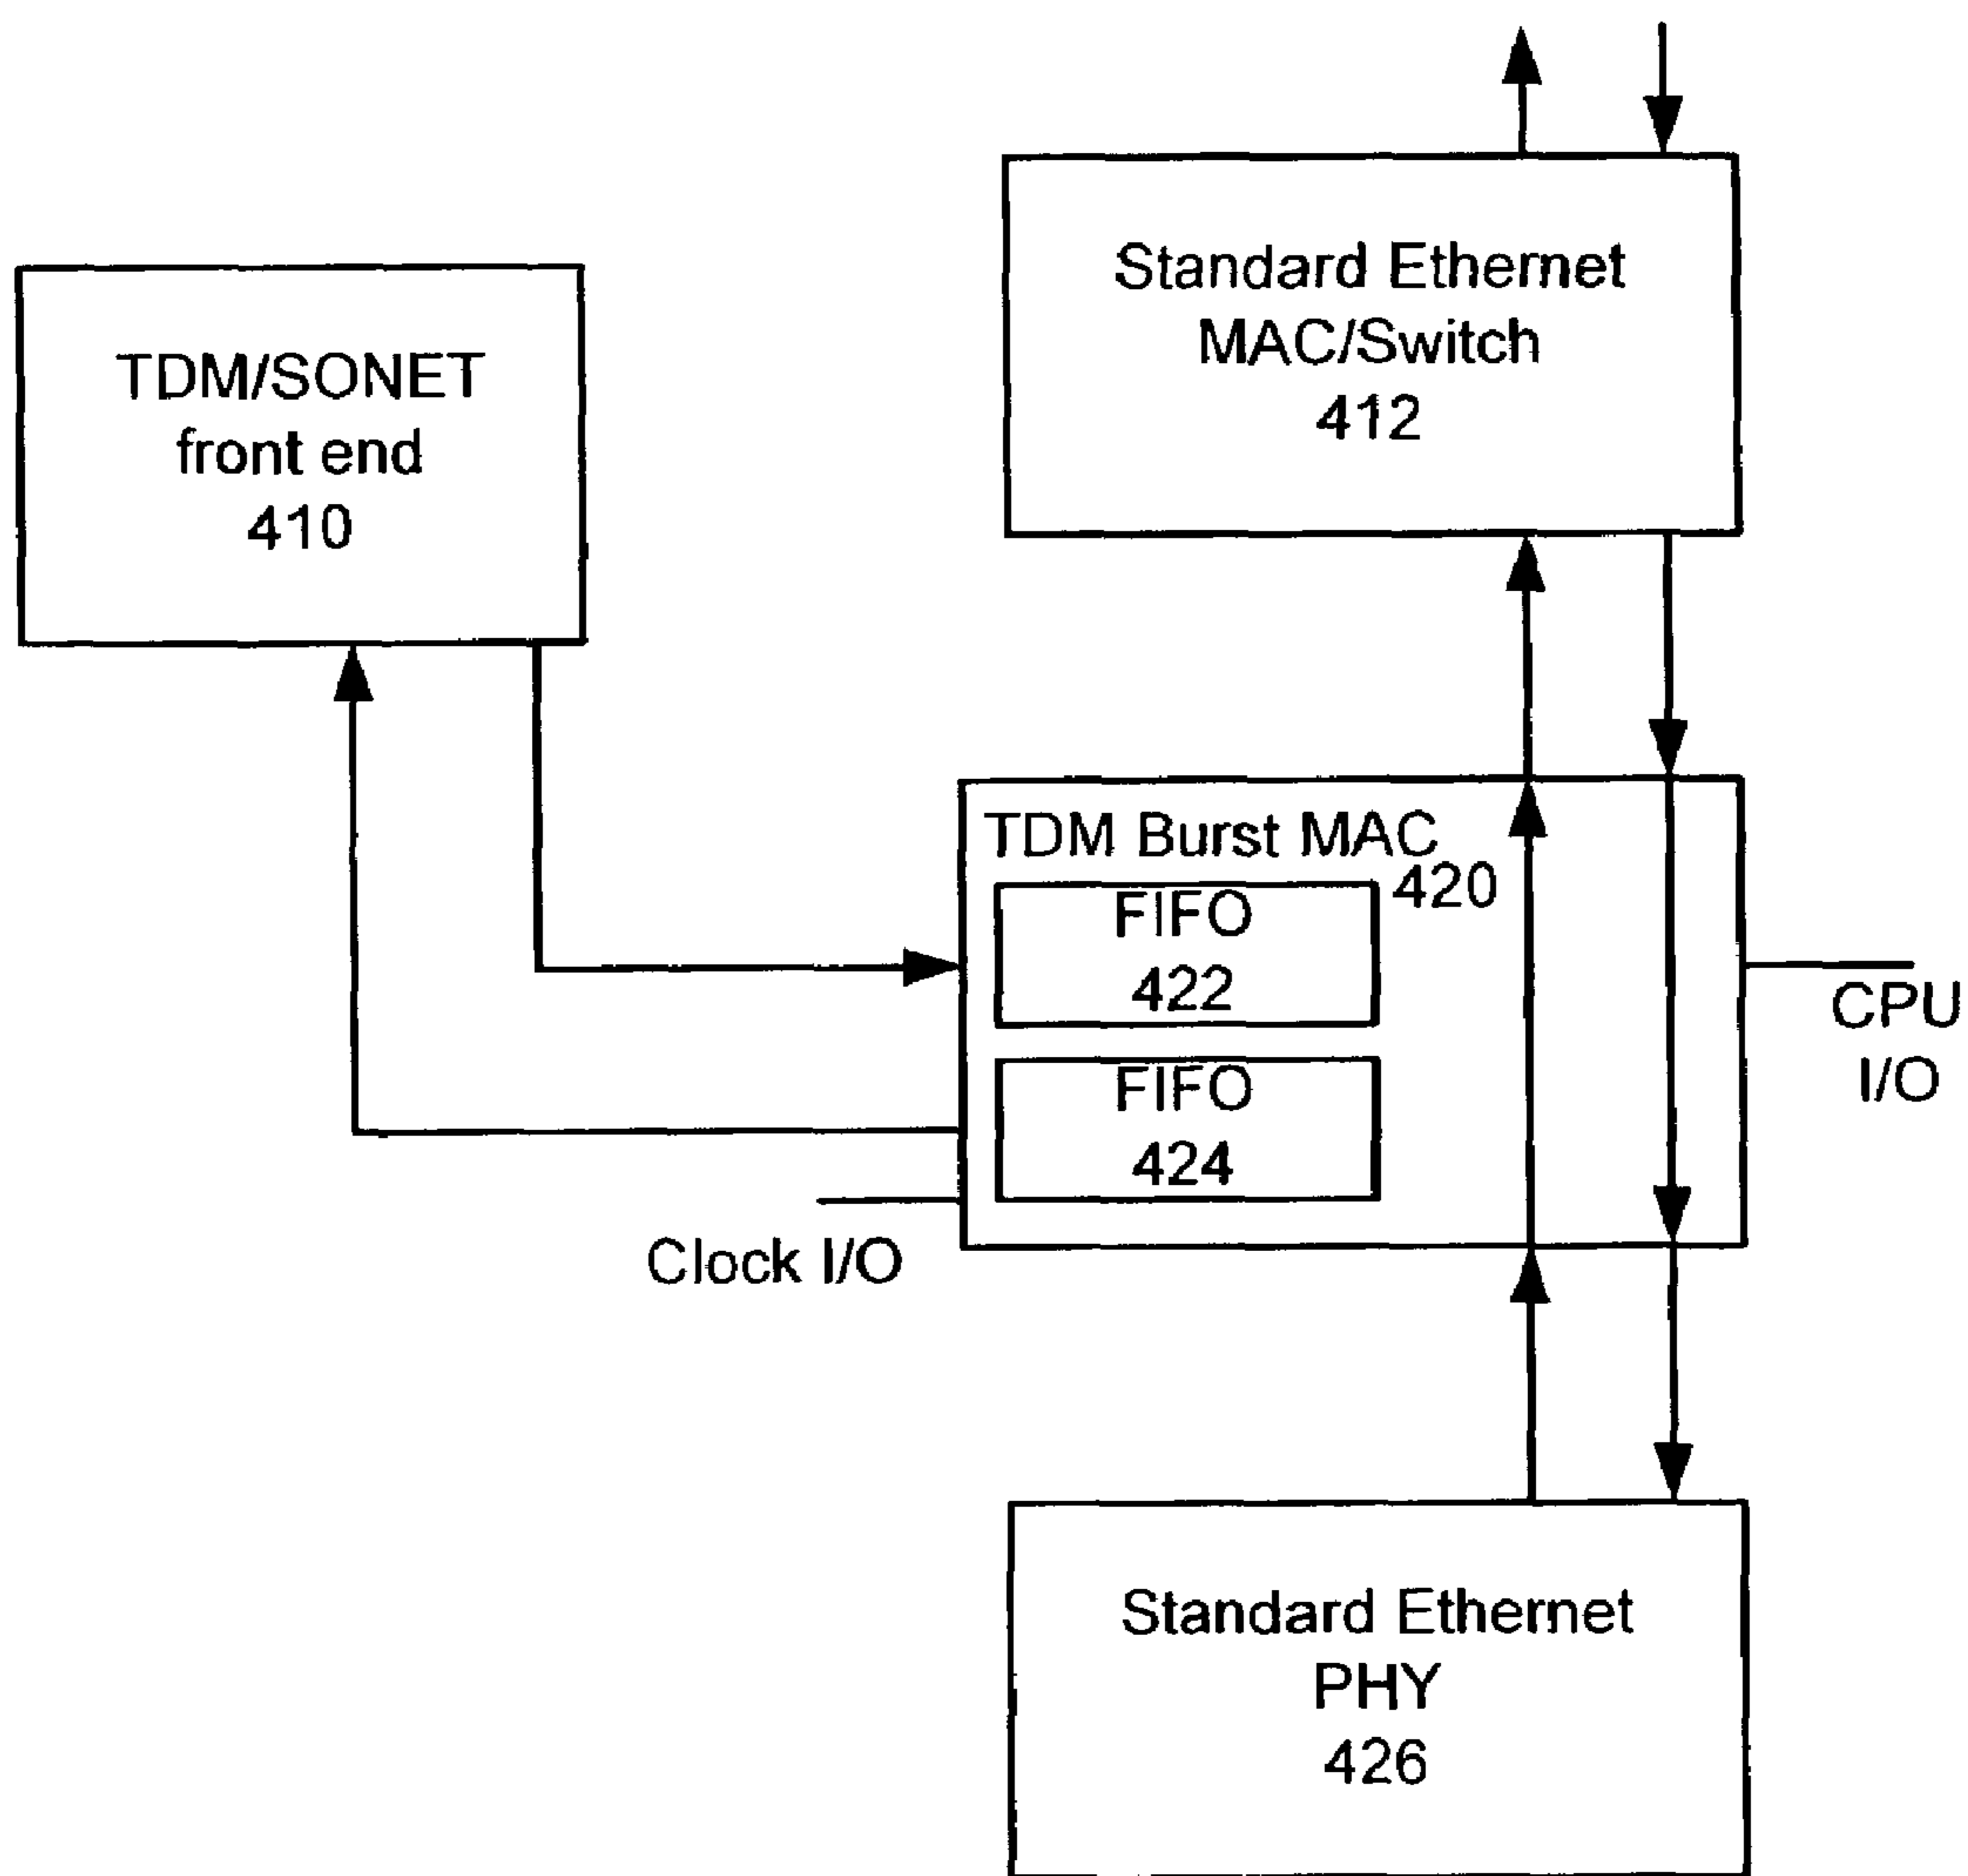 Standard Ethernet
MAC/Switch
412
TDM/SONET
front end
410
TDM Burst MAC
420
FIFO
422
FIFO
424
CPU
I/O
Clock I/O
Standard Ethernet
PHY
426